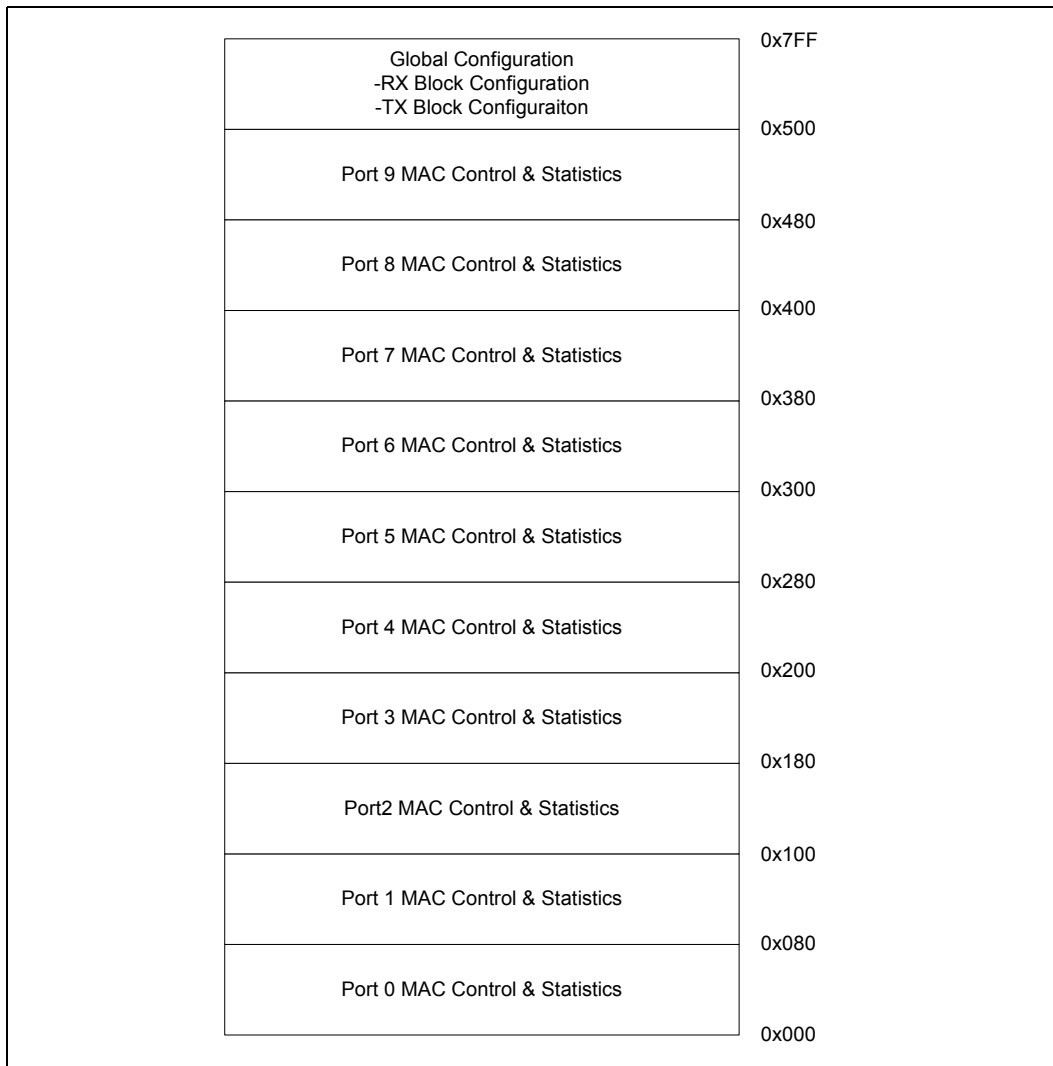 0x7FF
Global Configuration
-RX Block Configuration
-TX Block Configuraiton
0x500
Port 9 MAC Control & Statistics
0x480
Port 8 MAC Control & Statistics
0x400
Port 7 MAC Control & Statistics
0x380
Port 6 MAC Control & Statistics
0x300
Port 5 MAC Control & Statistics
0x280
Port 4 MAC Control & Statistics
0x200
Port 3 MAC Control & Statistics
0x180
Port2 MAC Control & Statistics
0x100
Port 1 MAC Control & Statistics
0x080
Port 0 MAC Control & Statistics
0x000